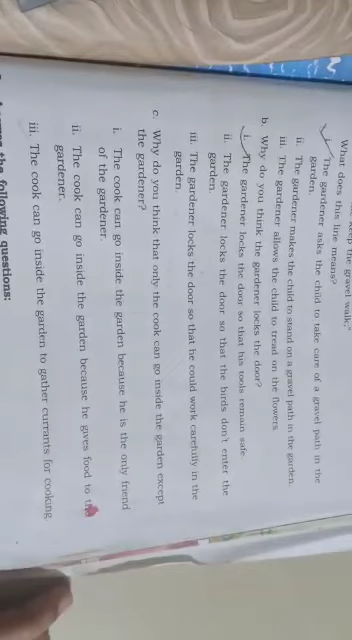 keep the gravel walk."
What does this line means?
The gardener asks the child to take care of a gravel path in the
garden.
ii. The gardener makes the child to stand on a gravel path in the garden.
iii. The gardener allows the child to tread on the flowers
b. Why do you think the gardener locks the door?
i. The gardener locks the door so that his tools remain safe
ii. The gardener locks the door so that the birds don't enter the
garden.
iii. The gardener locks the door so that he could work carefully in the
garden.
c. Why do you think that only the cook can go inside the garden except
the gardener?
i. The cook can go inside the garden because he is the only friend
of the gardener.
ii. The cook can go inside the garden because he gives food to the
gardener.
iii. The cook can go inside the garden to gather currants for cooking
the following questions: